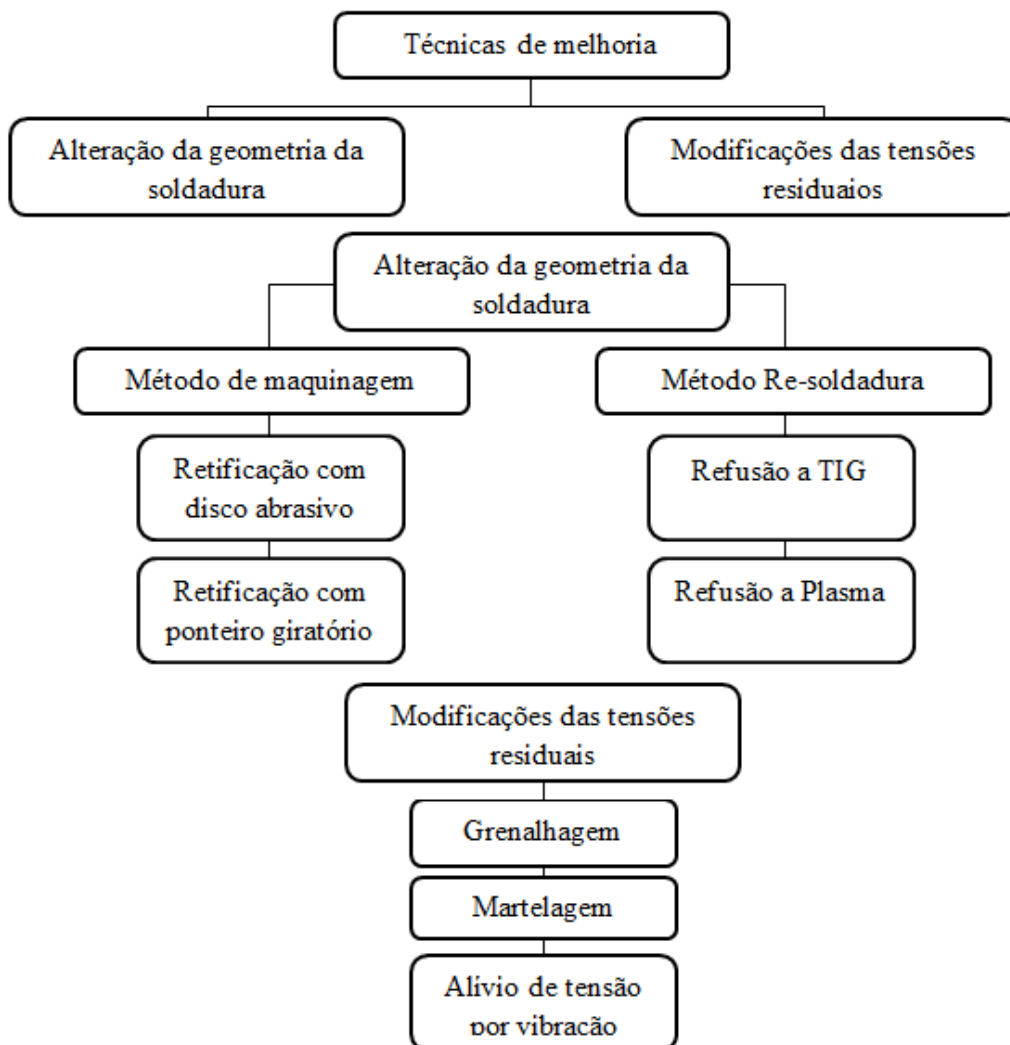 Técnicas de melhoria
Alteração da geometria da
soldadura
Modificações das tensões
residuaios
Alteração da geometria da
soldadura
Método de maquinagem
Retificação com
disco abrasivo
Retificação com
ponteiro giratório
Método Re-soldadura
Refusão a TIG
Refusão a Plasma
Modificações das tensões
residuais
Grenalhagem
Martelagem
Alívio de tensão
por vibração